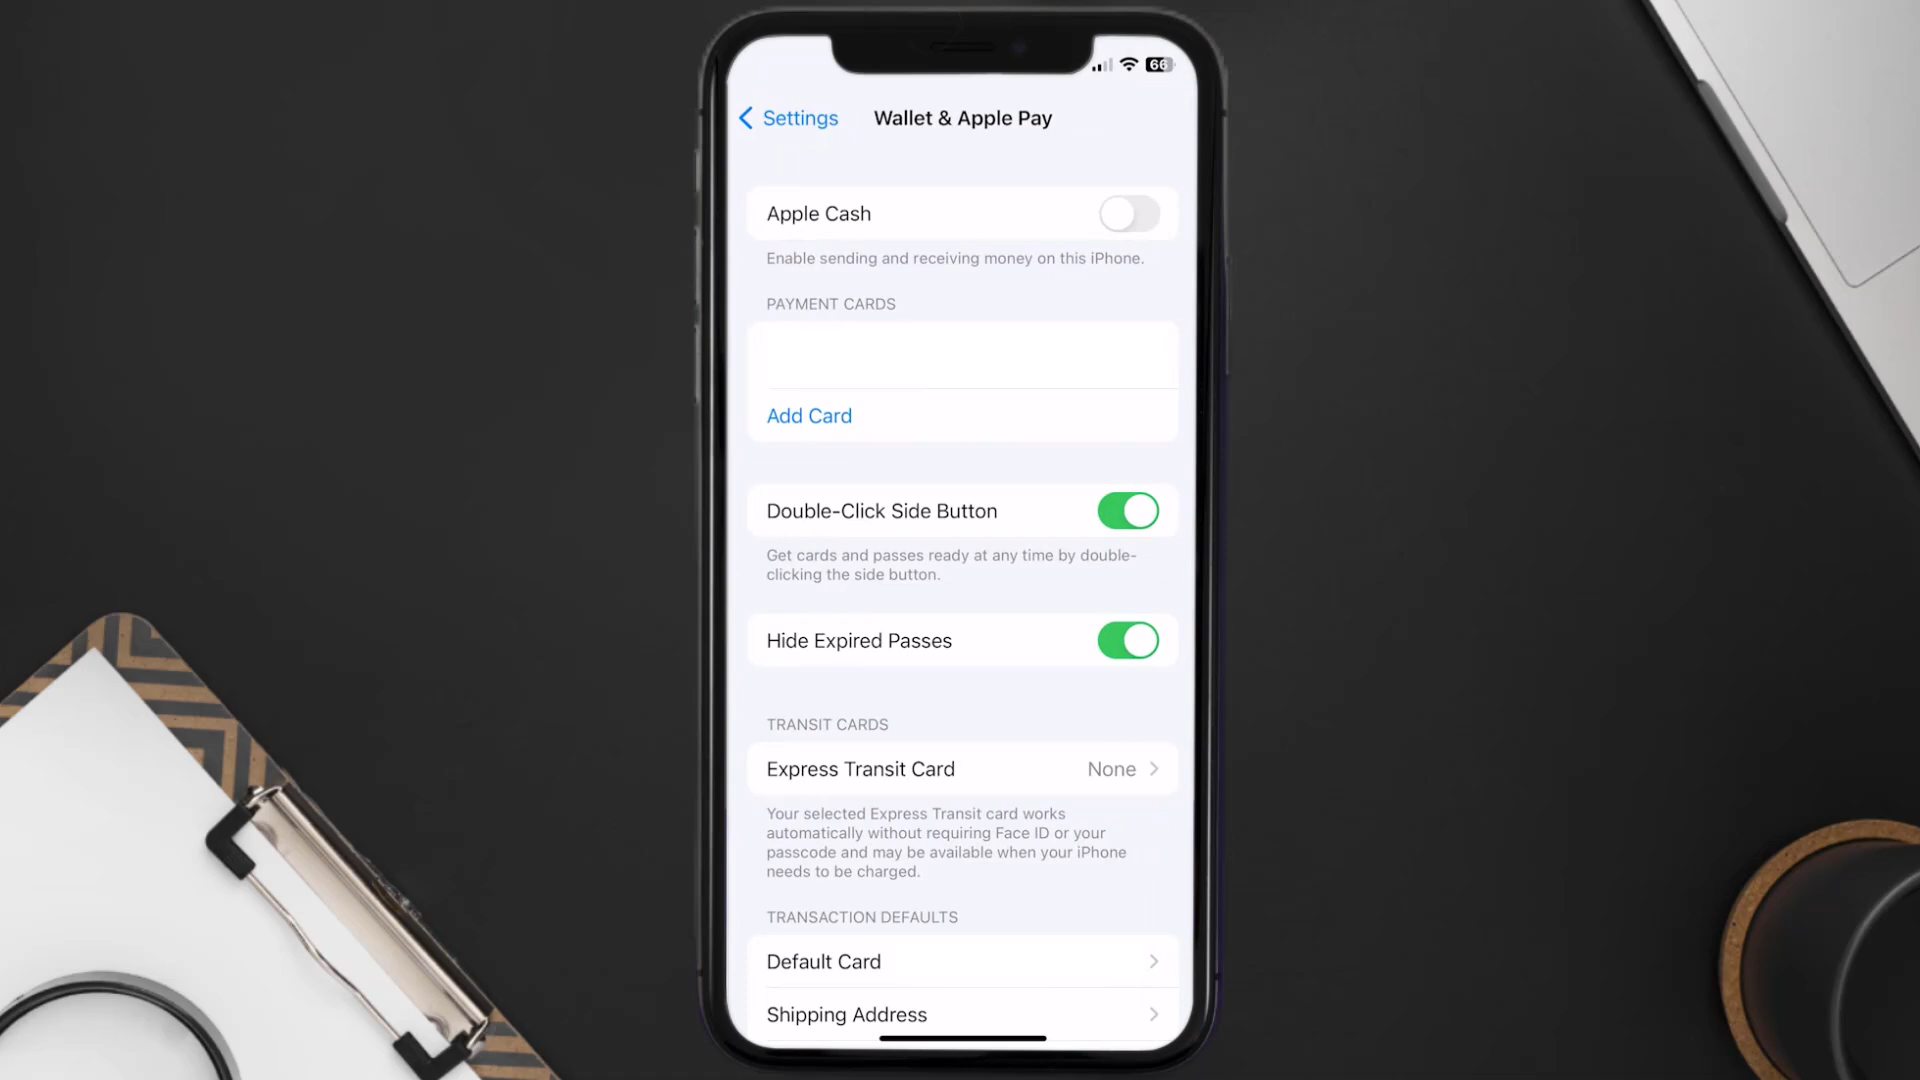 66
Settings
Wallet & Apple Pay
Apple Cash
Enable sending and receiving money on this iPhone.
PAYMENT CARDS
Add Card
Double-Click Side Button
Get cards and passes ready at any time by double-
clicking the side button.
Hide Expired Passes
TRANSIT CARDS
Express Transit Card
None
Your selected Express Transit card works
automatically without requiring Face ID or your
passcode and may be available when your iPhone
needs to be charged.
TRANSACTION DEFAULTS
Default Card
Shipping Address